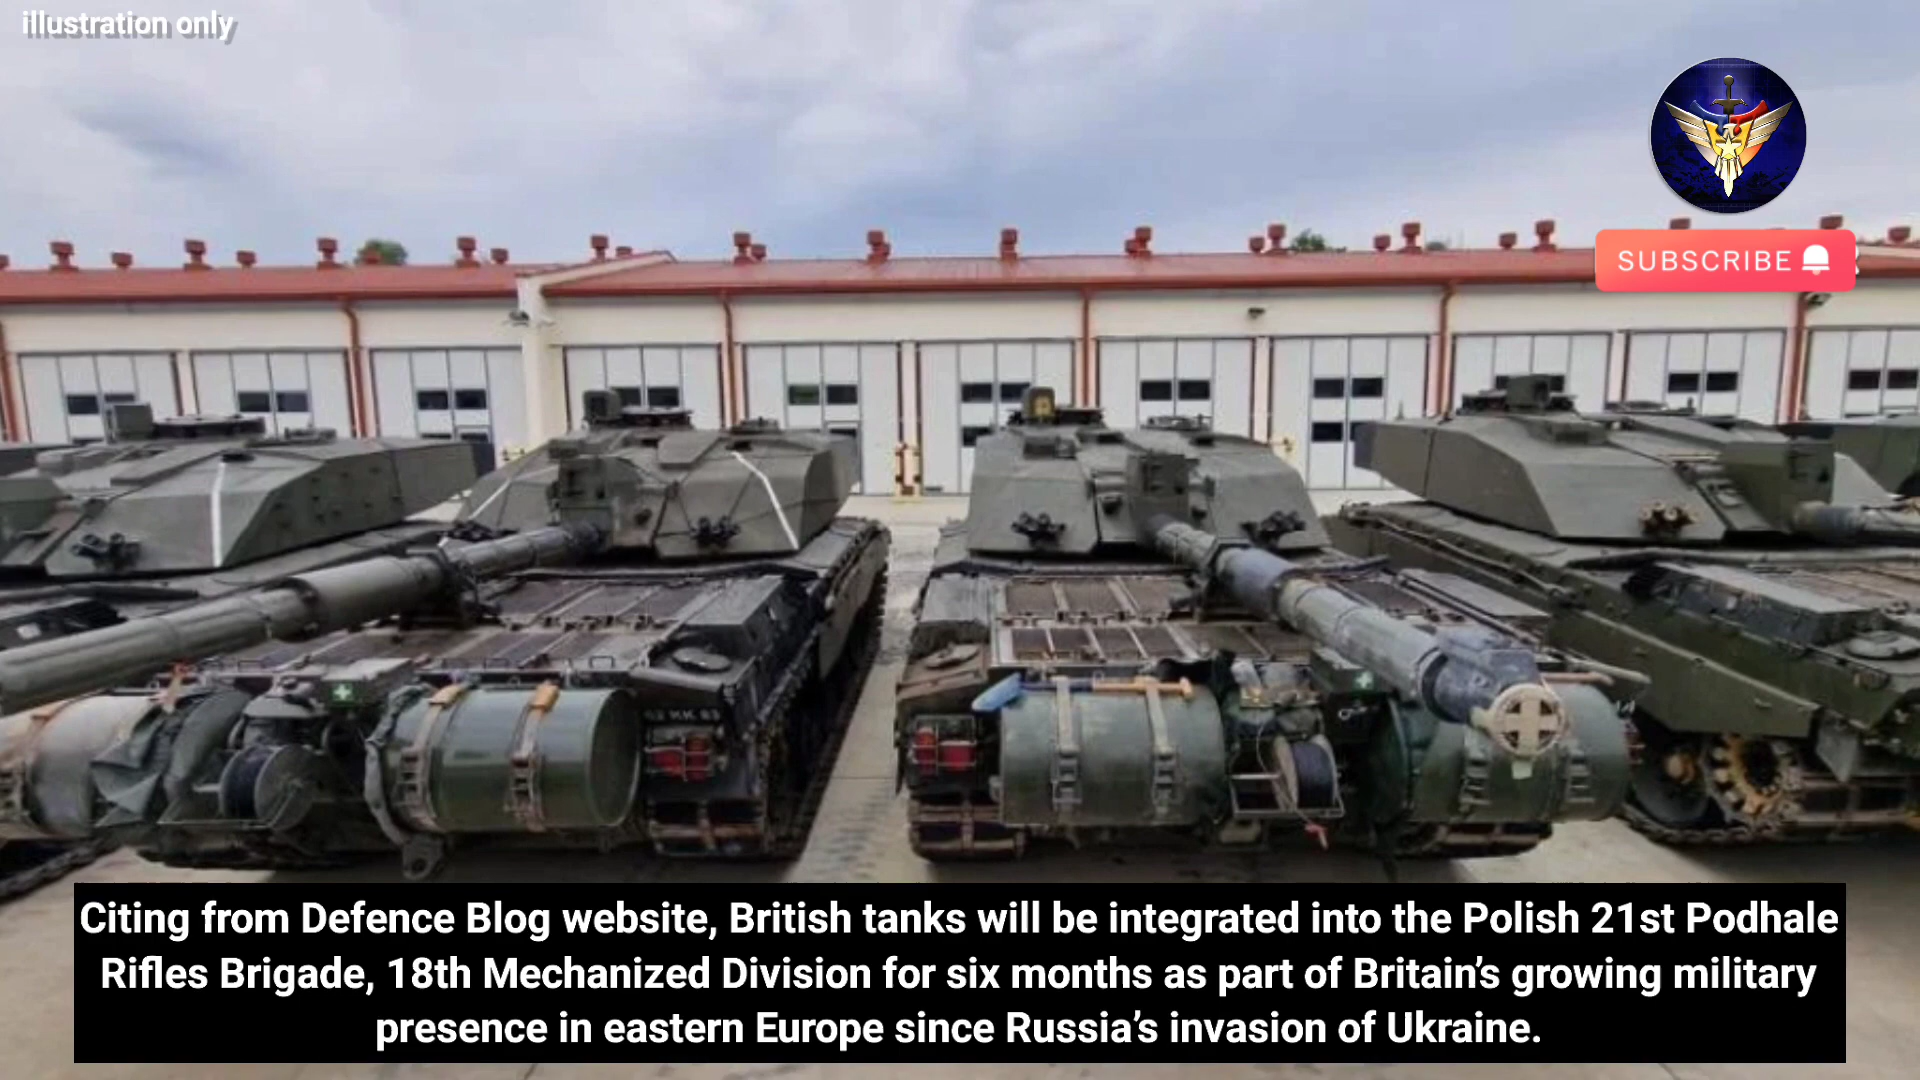 illustration only
SUBSCRIBE
Citing from Defence Blog website, British tanks will be integrated into the Polish 21st Podhale
Rifles Brigade, 18th Mechanized Division for six months as part of Britain’s growing military
presence in eastern Europe since Russia’s invasion of Ukraine.